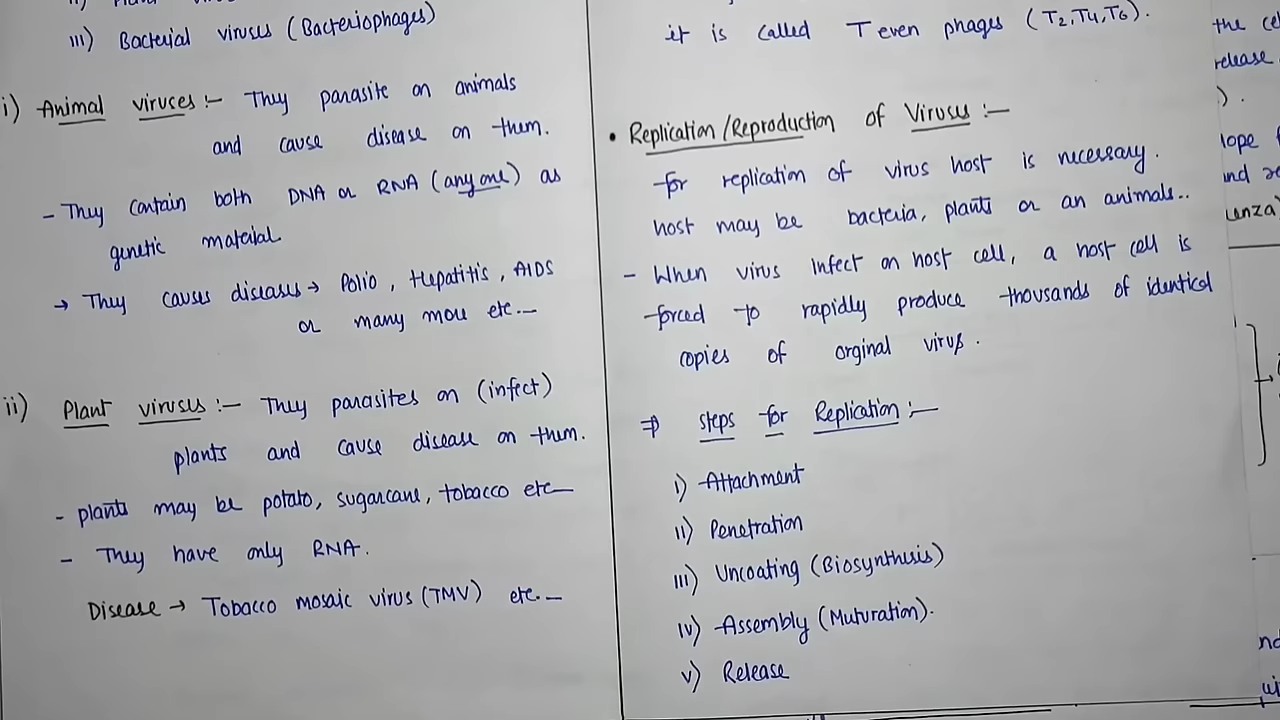 iii) Bacterial viruses (Bacteriophages)
i) Animal viruces :- They parasite on animals
and cause disease on them.
- They contain both DNA or RNA (any one) as
genetic material
→ They causes diseases → Polio, Hepatitis, AIDS
or many more etc.—
ii) Plant viruses :- They parasites on (infect)
plants and cause disease on them.
- plants may be potato, sugarcane, tobacco etc—
- They have only RNA.
Disease → Tobacco mosaic virus (TMV) etc.—
it is called T even phages (T2, T4, T6).
• Replication/Reproduction of Viruses :-
for replication of virus host is necessary.
host may be bacteria, plants or an animals..
- When virus infect on host cell, a host cell is
forced to rapidly produce thousands of identical
copies of orginal virus.
⇒ Steps for Replication :-
i) Attachment
ii) Penetration
iii) Uncoating (Biosynthesis)
iv) Assembly (Muturation).
v) Release
the
release
).